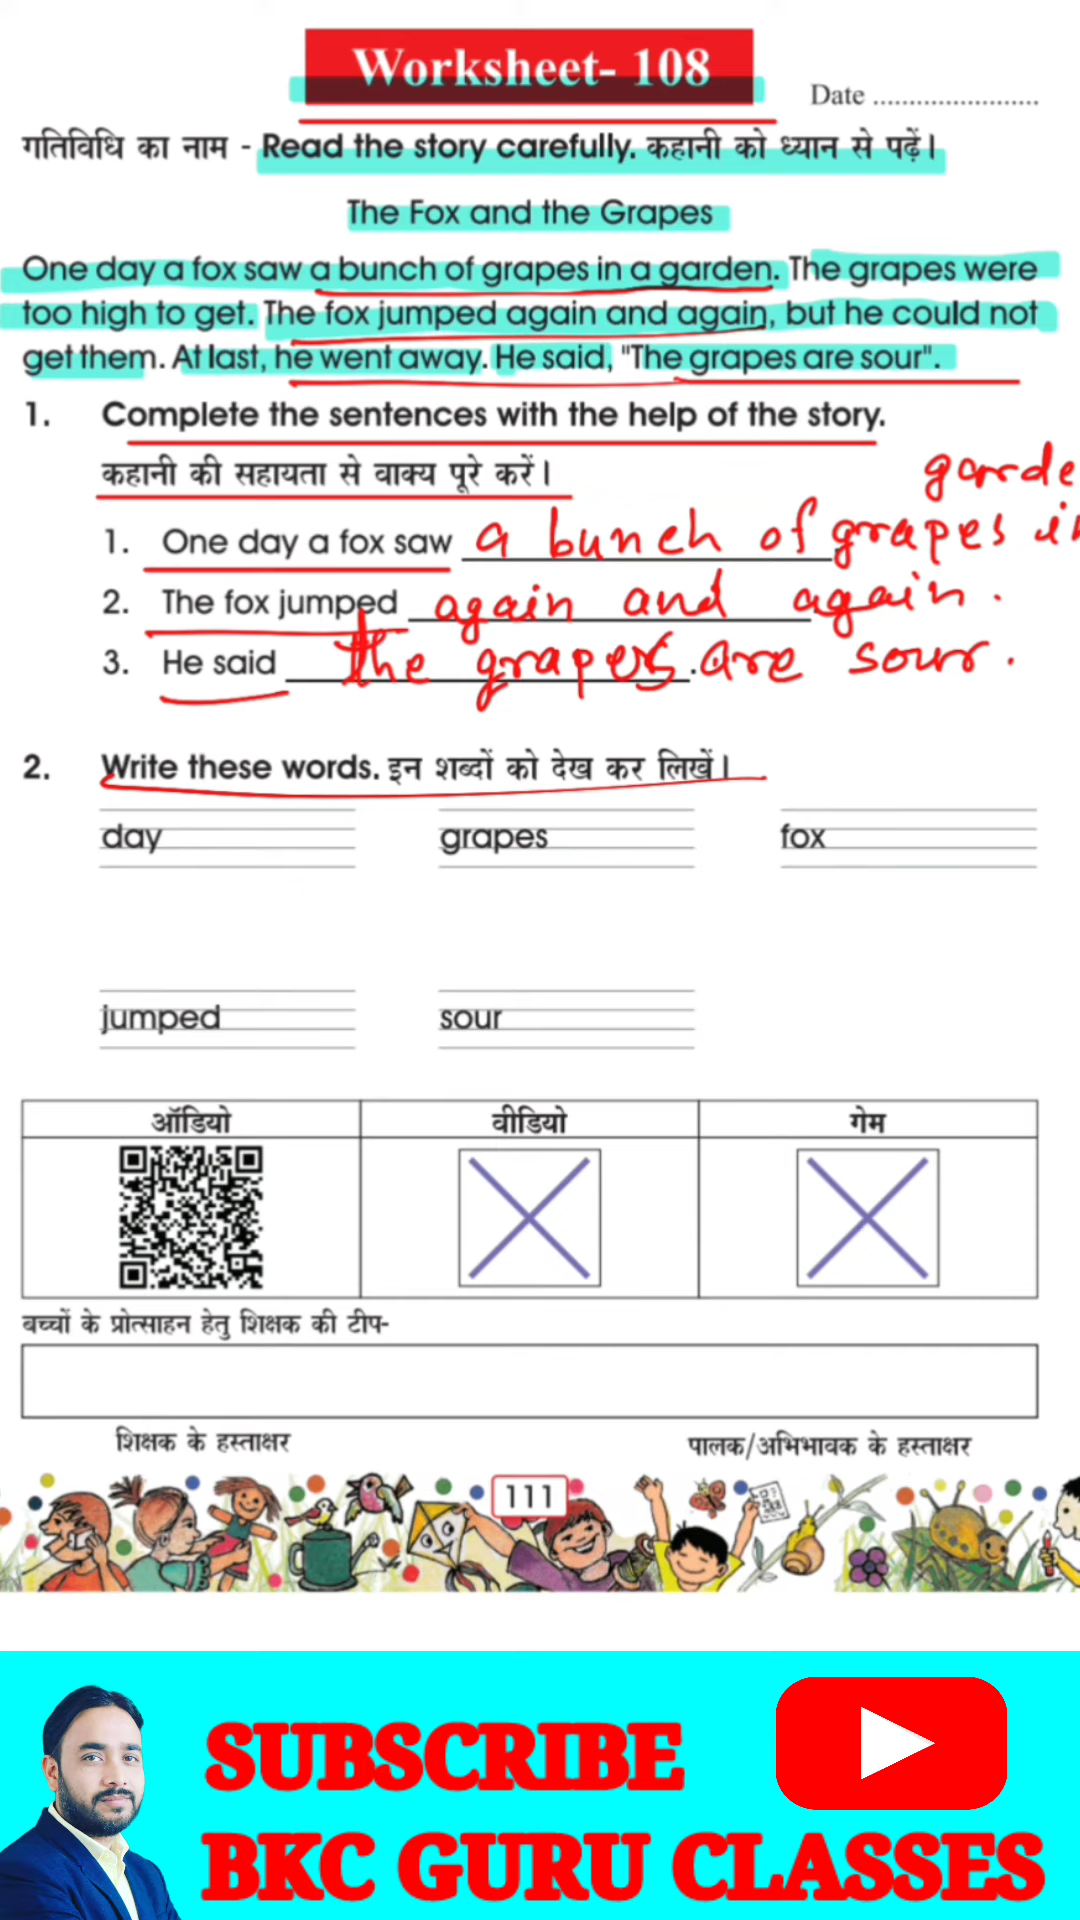 Worksheet- 108
Date ........................
गतिविधि का नाम - Read the story carefully. कहानी को ध्यान से पढ़ें।
The Fox and the Grapes
One day a fox saw a bunch of grapes in a garden. The grapes were
too high to get. The fox jumped again and again, but he could not
get them. At last, he went away. He said, "The grapes are sour".
1. Complete the sentences with the help of the story.
कहानी की सहायता से वाक्य पूरे करें।
garde
1. One day a fox saw a bunch of grapes in
2. The fox jumped again and again.
3. He said the grapes are sour.
2. Write these words. इन शब्दों को देख कर लिखें।
day grapes fox
jumped sour
ऑडियो वीडियो गेम
बच्चों के प्रोत्साहन हेतु शिक्षक की टीप-
शिक्षक के हस्ताक्षर पालक/अभिभावक के हस्ताक्षर
111
SUBSCRIBE
BKC GURU CLASSES